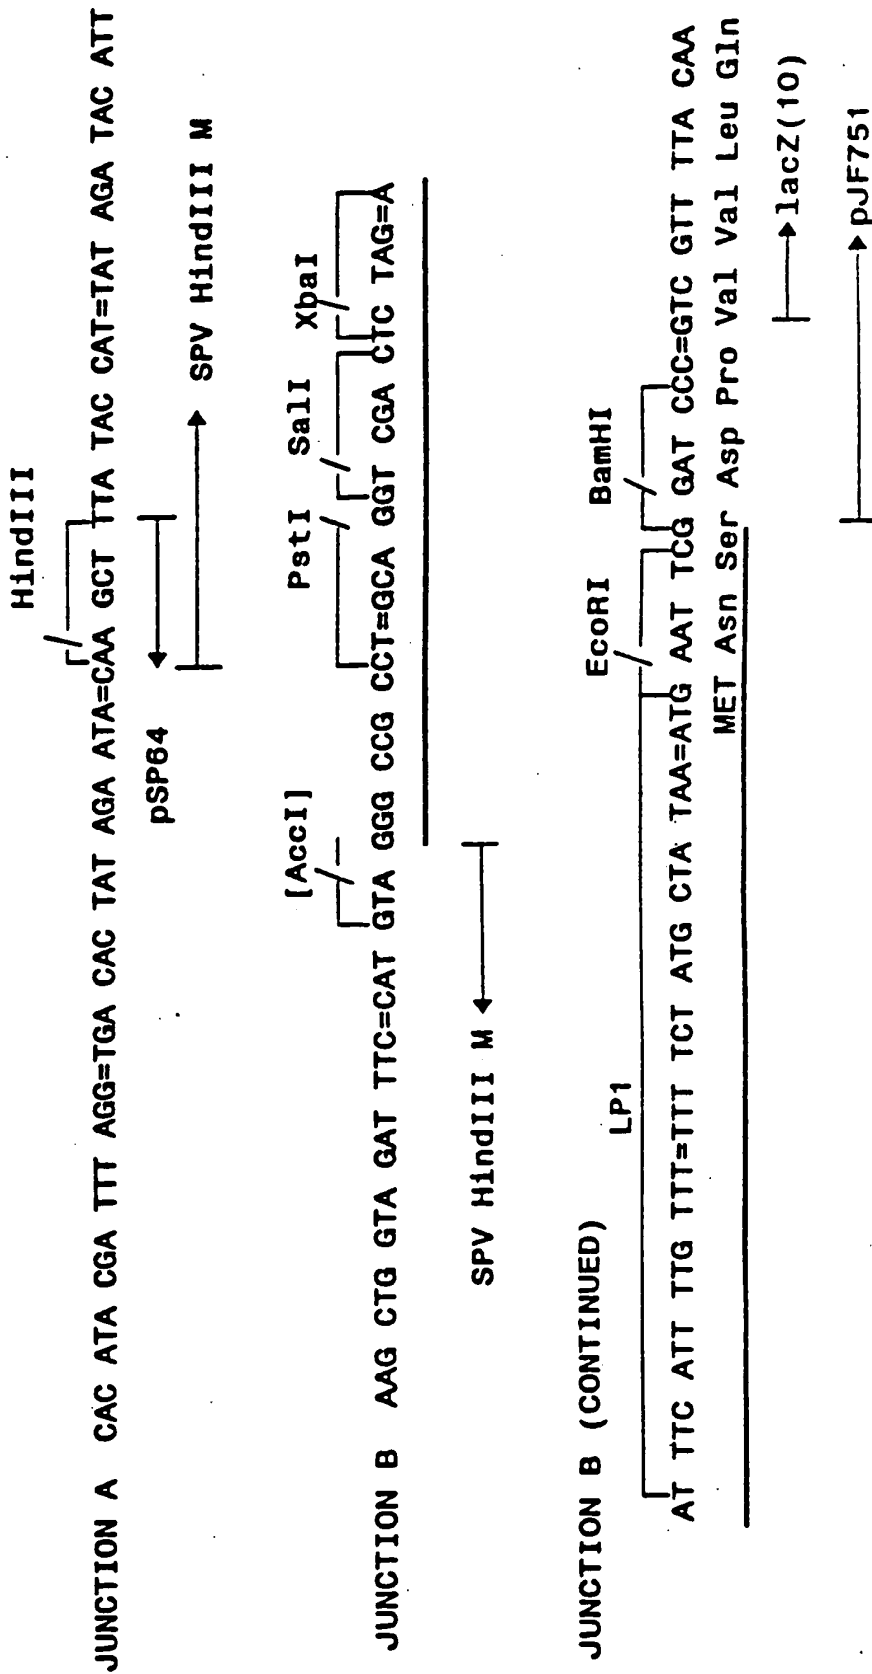 HindIII
JUNCTION A CAC ATA CGA TTT AGG=TGA CAC TAT AGA ATA=CAA GCT TTA TAC CAT=TAT AGA TAC ATT
pSP64
SPV HindIII M
[AccI] PstI SalI XbaI
JUNCTION B AAG CTG GTA GAT TTC=CAT GTA GGG CCG CCT=GCA GGT CGA CTC TAG=A
SPV HindIII M
JUNCTION B (CONTINUED)
LP1 EcoRI BamHI
AT TTC ATT TTG TTT=TTT TCT ATG CTA TAA=ATG AAT TCG GAT CCC=GTC GTT TTA CAA
MET Asn Ser Asp Pro Val Val Leu Gln
lacZ(10)
pJF751